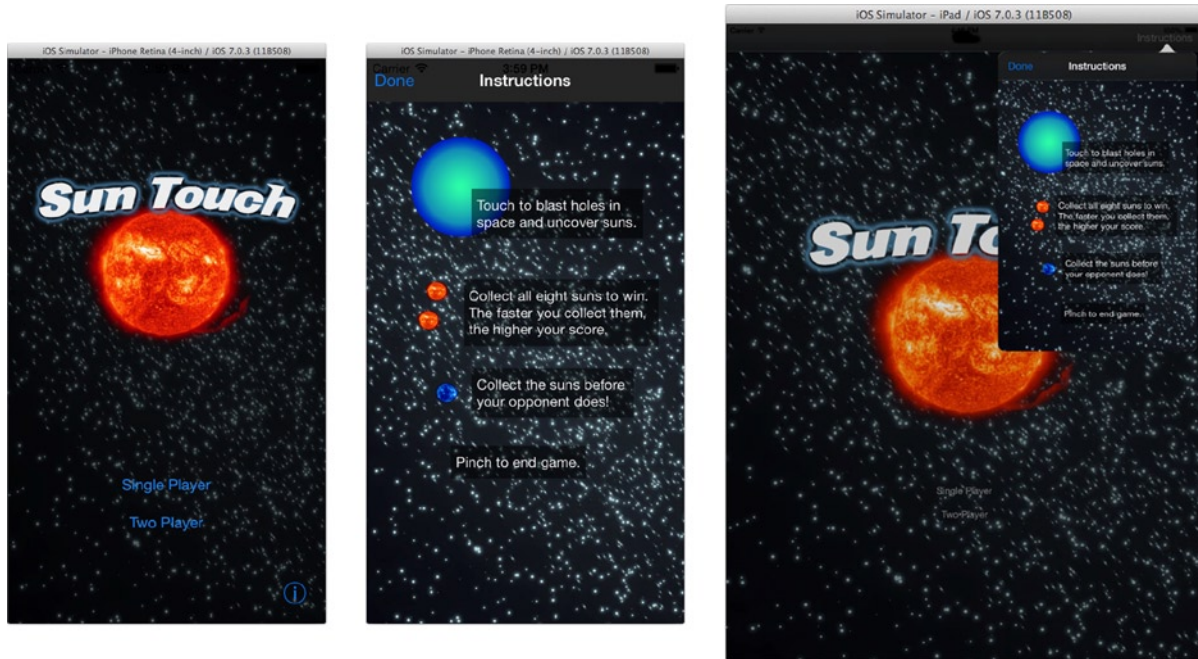 iOS Simulator - iPhone Retina (4-inch) / iOS 7.0.3 (11B508)
Sun Touch
Single Player
Two Player
i
iOS Simulator - iPhone Retina (4-inch) / iOS 7.0.3 (11B508)
Carrier 3:59 PM
Done Instructions
Touch to blast holes in
space and uncover suns.
Collect all eight suns to win.
The faster you collect them,
the higher your score.
Collect the suns before
your opponent does!
Pinch to end game.
iOS Simulator - iPad / iOS 7.0.3 (11B508)
Carrier
Instructions
Done Instructions
Touch to blast holes in
space and uncover suns.
Collect all eight suns to win.
The faster you collect them,
the higher your score.
Collect the suns before
your opponent does!
Pinch to end game.
Sun To
Single Player
Two Player